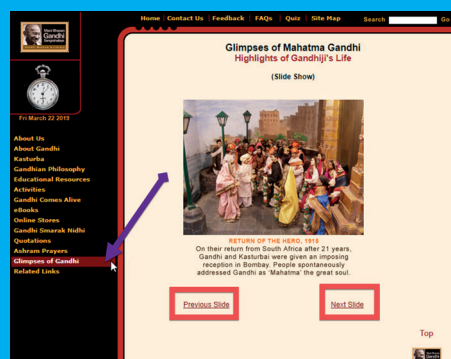 Home | Contact Us | Feedback | FAQs | Quiz | Site Map Search Go
Mani Bhavan
Gandhi
Sangrahalaya
Fri March 22 2019
About Us
About Gandhi
Kasturba
Gandhian Philosophy
Educational Resources
Activities
Gandhi Comes Alive
eBooks
Online Stores
Gandhi Smarak Nidhi
Quotations
Ashram Prayers
Glimpses of Gandhi
Related Links
Glimpses of Mahatma Gandhi
Highlights of Gandhiji's Life
(Slide Show)
RETURN OF THE HERO, 1915
On their return from South Africa after 21 years,
Gandhi and Kasturbai were given an imposing
reception in Bombay. People spontaneously
addressed Gandhi as 'Mahatma' the great soul.
Previous Slide Next Slide
Top